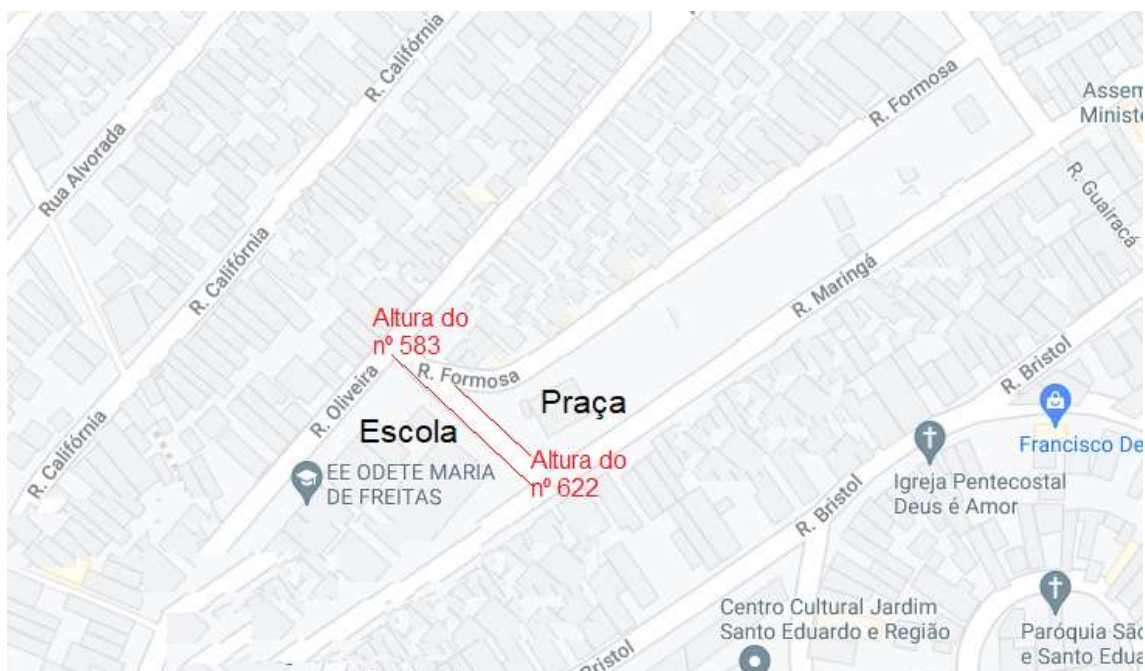 R. Califórnia
R. Formosa
Assem
Ministe
Rua Alvorada
R. Guairacá
R. Califórnia
R. Maringá
Altura do
nº 583
R. Formosa
R. Oliveira
Praça
R. Bristol
Escola
R. Califórnia
Francisco De
EE ODETE MARIA
DE FREITAS
Altura do
nº 622
Igreja Pentecostal
Deus é Amor
R. Bristol
Centro Cultural Jardim
Santo Eduardo e Região
Paróquia São
e Santo Edua
Bristol